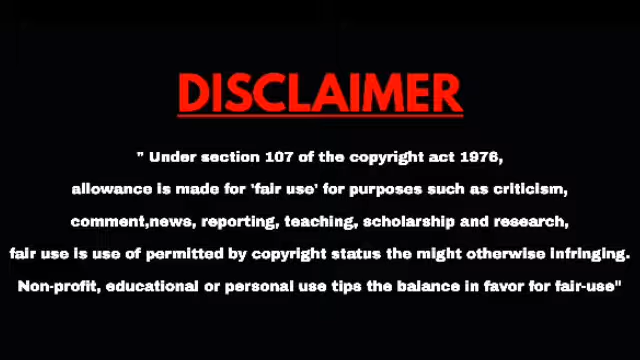 DISCLAIMER
" Under section 107 of the copyright act 1976,
allowance is made for 'fair use' for purposes such as criticism,
comment,news, reporting, teaching, scholarship and research,
fair use is use of permitted by copyright status the might otherwise infringing.
Non-profit, educational or personal use tips the balance in favor for fair-use"